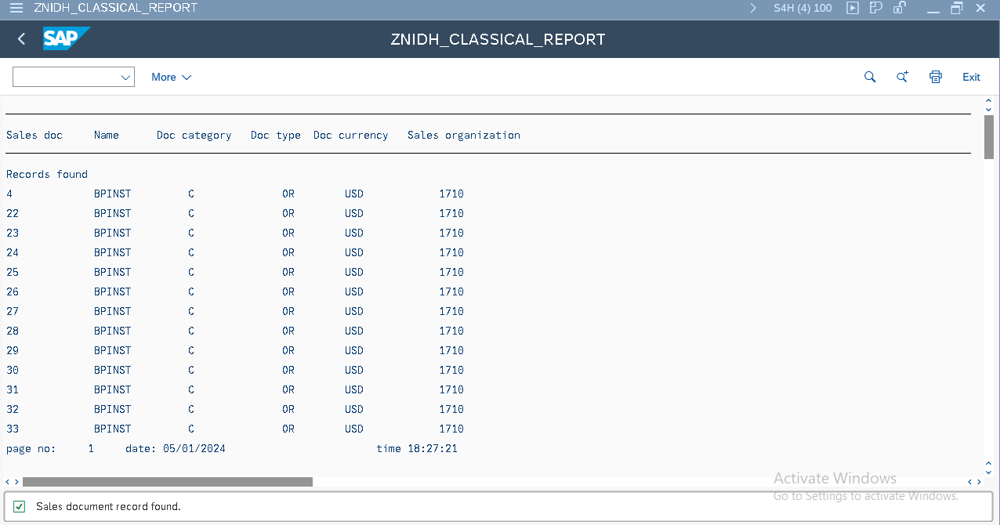 ZNIDH_CLASSICAL_REPORT S4H (4) 100
SAP ZNIDH_CLASSICAL_REPORT
More Exit
Sales doc Name Doc category Doc type Doc currency Sales organization
Records found
4 BPINST C OR USD 1710
22 BPINST C OR USD 1710
23 BPINST C OR USD 1710
24 BPINST C OR USD 1710
25 BPINST C OR USD 1710
26 BPINST C OR USD 1710
27 BPINST C OR USD 1710
28 BPINST C OR USD 1710
29 BPINST C OR USD 1710
30 BPINST C OR USD 1710
31 BPINST C OR USD 1710
32 BPINST C OR USD 1710
33 BPINST C OR USD 1710
page no: 1 date: 05/01/2024 time 18:27:21
Activate Windows
Go to Settings to activate Windows.
Sales document record found.